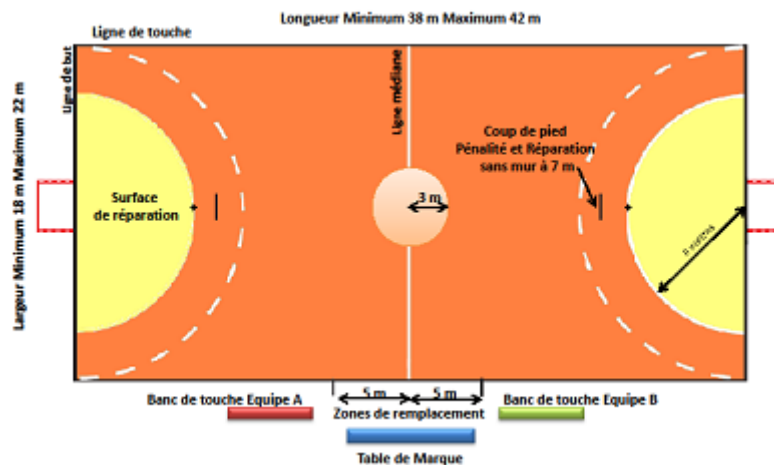 Longueur Minimum 38 m Maximum 42 m
Ligne de touche
Ligne de but
Largeur Minimum 18 m Maximum 22 m
Ligne médiane
Coup de pied
Pénalité et Réparation
sans mur à 7 m
Surface
de réparation
3 m
6 mètres
5 m
5 m
Banc de touche Equipe A
Zones de remplacement
Banc de touche Equipe B
Table de Marque